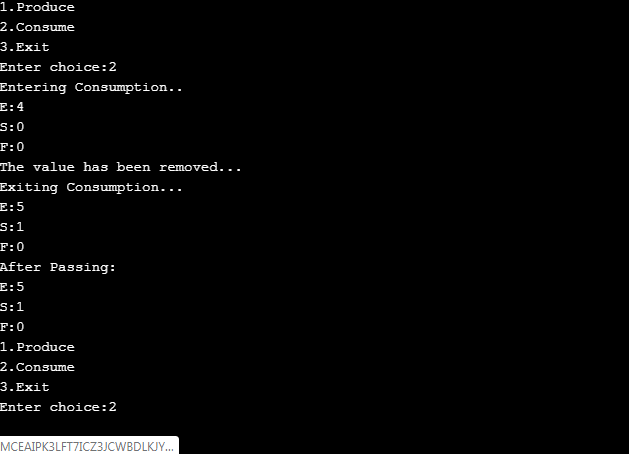 1.Produce
2.Consume
3.Exit
Enter choice:2
Entering Consumption..
E:4
S:0
F:0
The value has been removed...
Exiting Consumption...
E:5
S:1
F:0
After Passing:
E:5
S:1
F:0
1.Produce
2.Consume
3.Exit
Enter choice:2
MCEAIPK3LFT7ICZ3JCWBDLKJY...